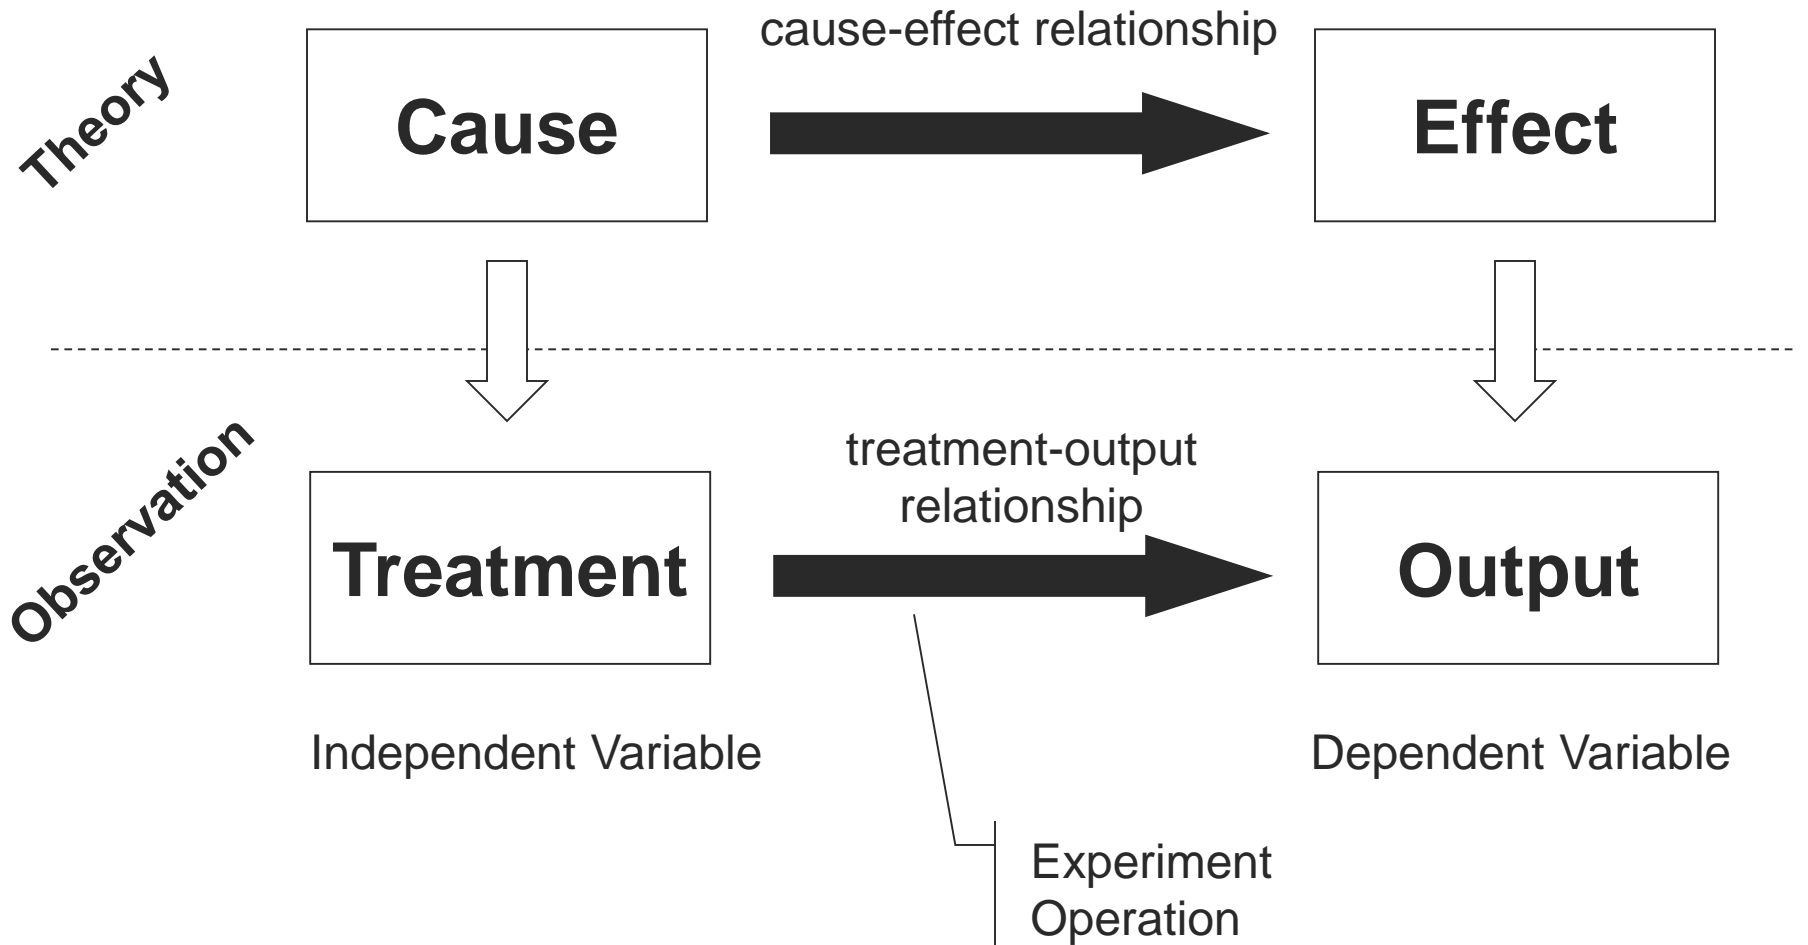 Theory
cause-effect relationship
Cause
Effect
Observation
treatment-output
relationship
Treatment
Output
Independent Variable
Dependent Variable
Experiment
Operation